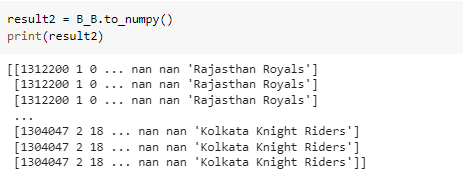 result2 = B_B.to_numpy()
print(result2)
[[1312200 1 0 ... nan nan 'Rajasthan Royals']
[1312200 1 0 ... nan nan 'Rajasthan Royals']
[1312200 1 0 ... nan nan 'Rajasthan Royals']
...
[1304047 2 18 ... nan nan 'Kolkata Knight Riders']
[1304047 2 18 ... nan nan 'Kolkata Knight Riders']
[1304047 2 18 ... nan nan 'Kolkata Knight Riders']]